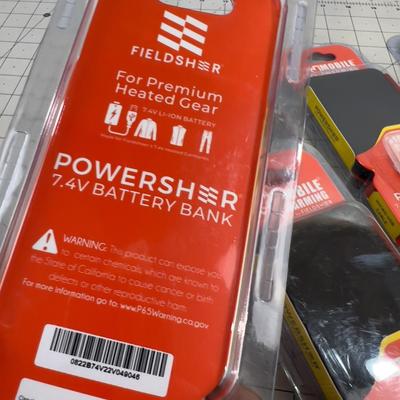 FIELDSHEER
For Premium
Heated Gear
7.4V LI-ION BATTERY
POWERSHEER
7.4V BATTERY BANK
WARNING: This product can expose you
to certain chemicals, which are known to
the State of California to cause cancer or birth
defects or other reproductive harm.
For more information go to: www.P65Warning.ca.gov
0822B74V22V049046
MOBILE
WARMING
POWERSHEER